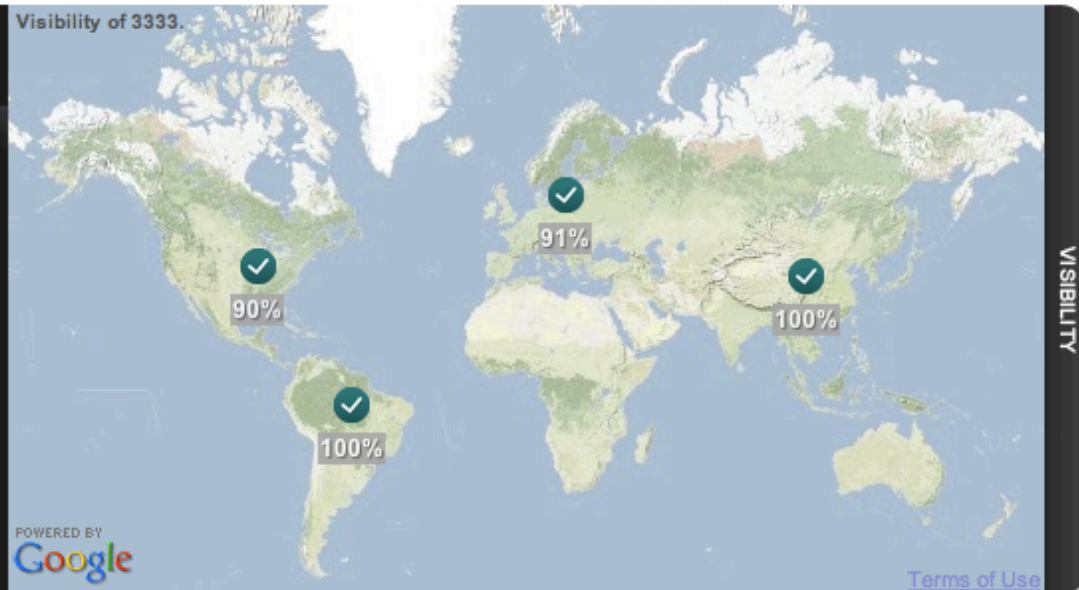 Visibility of 3333.
91%
90%
100%
100%
VISIBILITY
POWERED BY
Google
Terms of Use